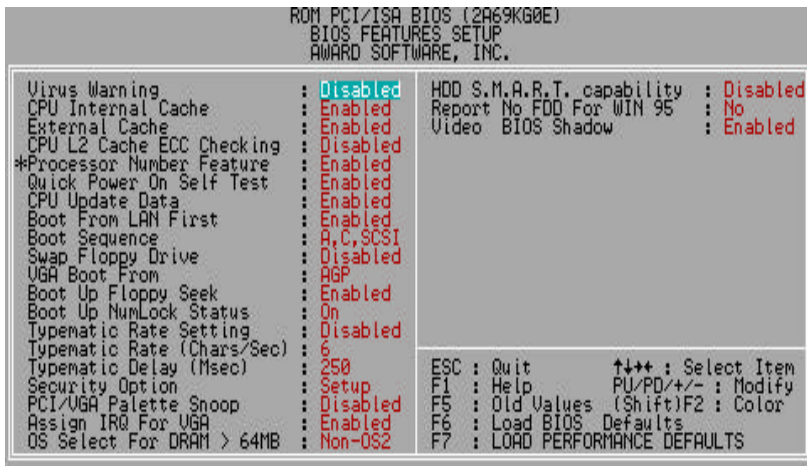 ROM PCI/ISA BIOS (2A69KG0E)
BIOS FEATURES SETUP
AWARD SOFTWARE, INC.
Virus Warning : Disabled
CPU Internal Cache : Enabled
External Cache : Enabled
CPU L2 Cache ECC Checking : Disabled
*Processor Number Feature : Enabled
Quick Power On Self Test : Enabled
CPU Update Data : Enabled
Boot From LAN First : Enabled
Boot Sequence : A,C,SCSI
Swap Floppy Drive : Disabled
VGA Boot From : AGP
Boot Up Floppy Seek : Enabled
Boot Up NumLock Status : On
Typematic Rate Setting : Disabled
Typematic Rate (Chars/Sec) : 6
Typematic Delay (Msec) : 250
Security Option : Setup
PCI/VGA Palette Snoop : Disabled
Assign IRQ For VGA : Enabled
OS Select For DRAM > 64MB : Non-OS2
HDD S.M.A.R.T. capability : Disabled
Report No FDD For WIN 95 : No
Video BIOS Shadow : Enabled
ESC : Quit ↑↓→← : Select Item
F1 : Help PU/PD/+/- : Modify
F5 : Old Values (Shift)F2 : Color
F6 : Load BIOS Defaults
F7 : LOAD PERFORMANCE DEFAULTS